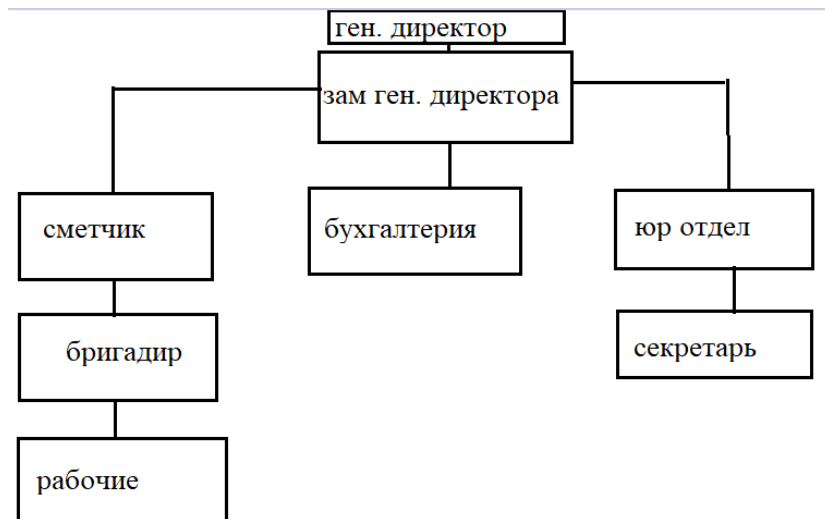 ген. директор
зам ген. директора
сметчик
бухгалтерия
юр отдел
бригадир
секретарь
рабочие